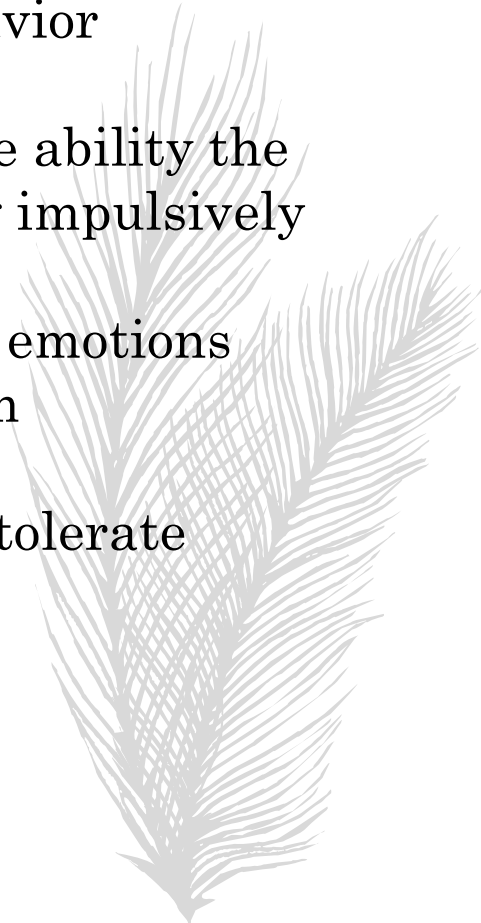 vior
e ability the
impulsively
emotions
n
tolerate